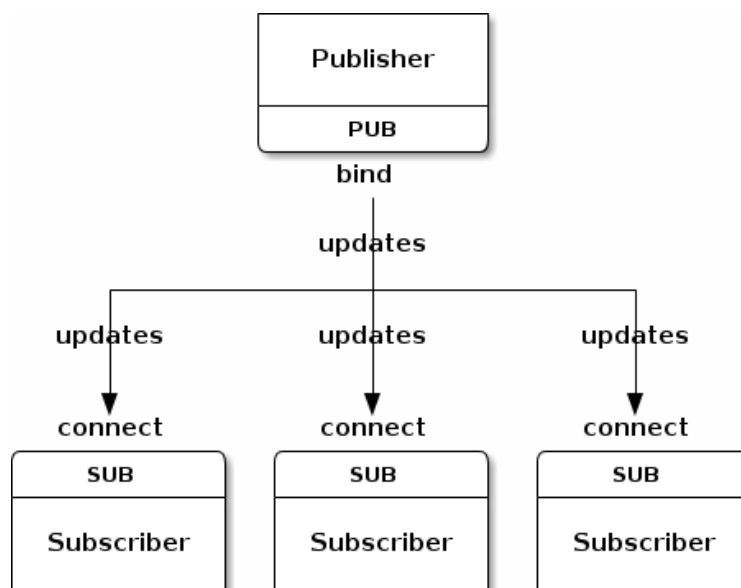 Publisher
PUB
bind
updates
updates updates updates
connect connect connect
SUB SUB SUB
Subscriber Subscriber Subscriber